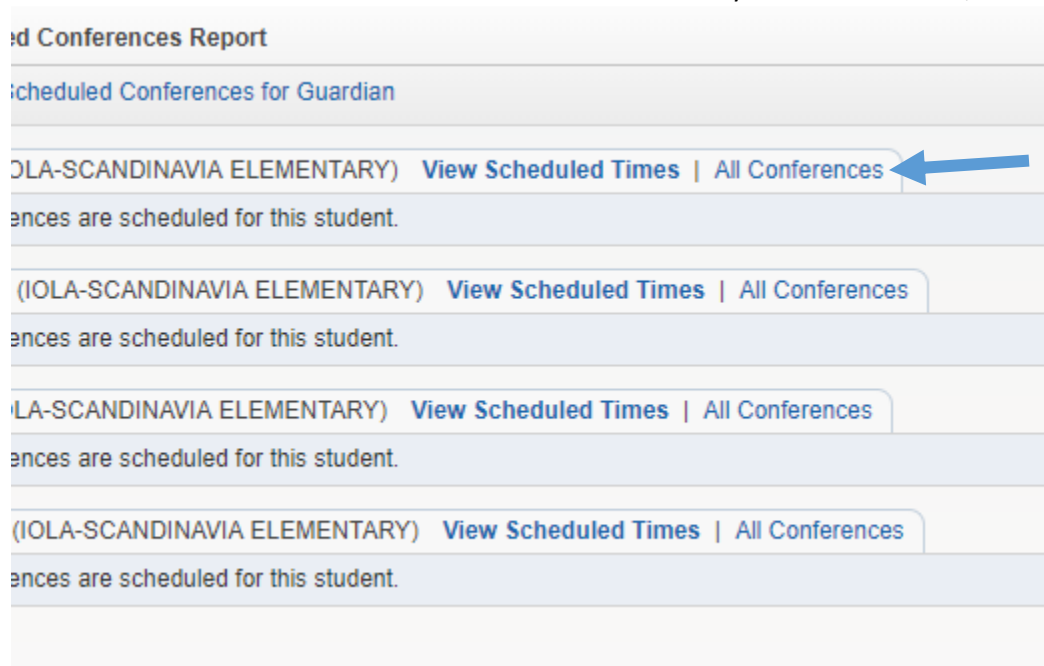 ed Conferences Report
Scheduled Conferences for Guardian
OLA-SCANDINAVIA ELEMENTARY) View Scheduled Times | All Conferences
ences are scheduled for this student.
(IOLA-SCANDINAVIA ELEMENTARY) View Scheduled Times | All Conferences
ences are scheduled for this student.
LA-SCANDINAVIA ELEMENTARY) View Scheduled Times | All Conferences
ences are scheduled for this student.
(IOLA-SCANDINAVIA ELEMENTARY) View Scheduled Times | All Conferences
ences are scheduled for this student.